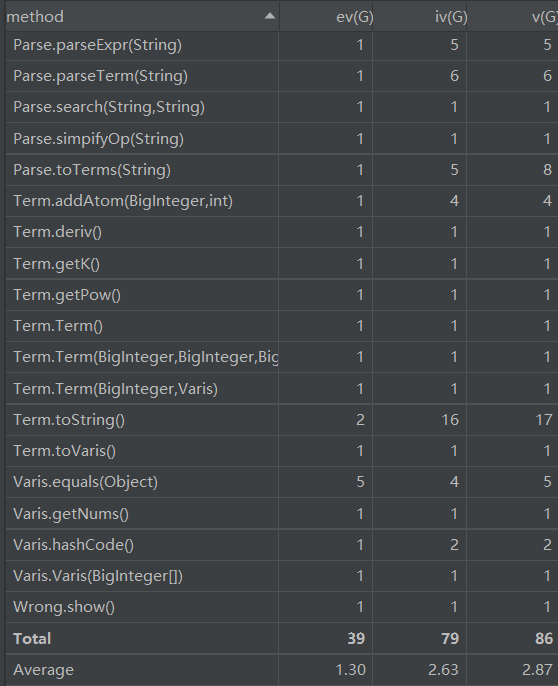 method ev(G) iv(G) v(G)
Parse.parseExpr(String) 1 5 5
Parse.parseTerm(String) 1 6 6
Parse.search(String,String) 1 1 1
Parse.simpifyOp(String) 1 1 1
Parse.toTerms(String) 1 5 8
Term.addAtom(BigInteger,int) 1 4 4
Term.deriv() 1 1 1
Term.getK() 1 1 1
Term.getPow() 1 1 1
Term.Term() 1 1 1
Term.Term(BigInteger,BigInteger,Big 1 1 1
Term.Term(BigInteger,Varis) 1 1 1
Term.toString() 2 16 17
Term.toVaris() 1 1 1
Varis.equals(Object) 5 4 5
Varis.getNums() 1 1 1
Varis.hashCode() 1 2 2
Varis.Varis(BigInteger[]) 1 1 1
Wrong.show() 1 1 1
Total 39 79 86
Average 1.30 2.63 2.87